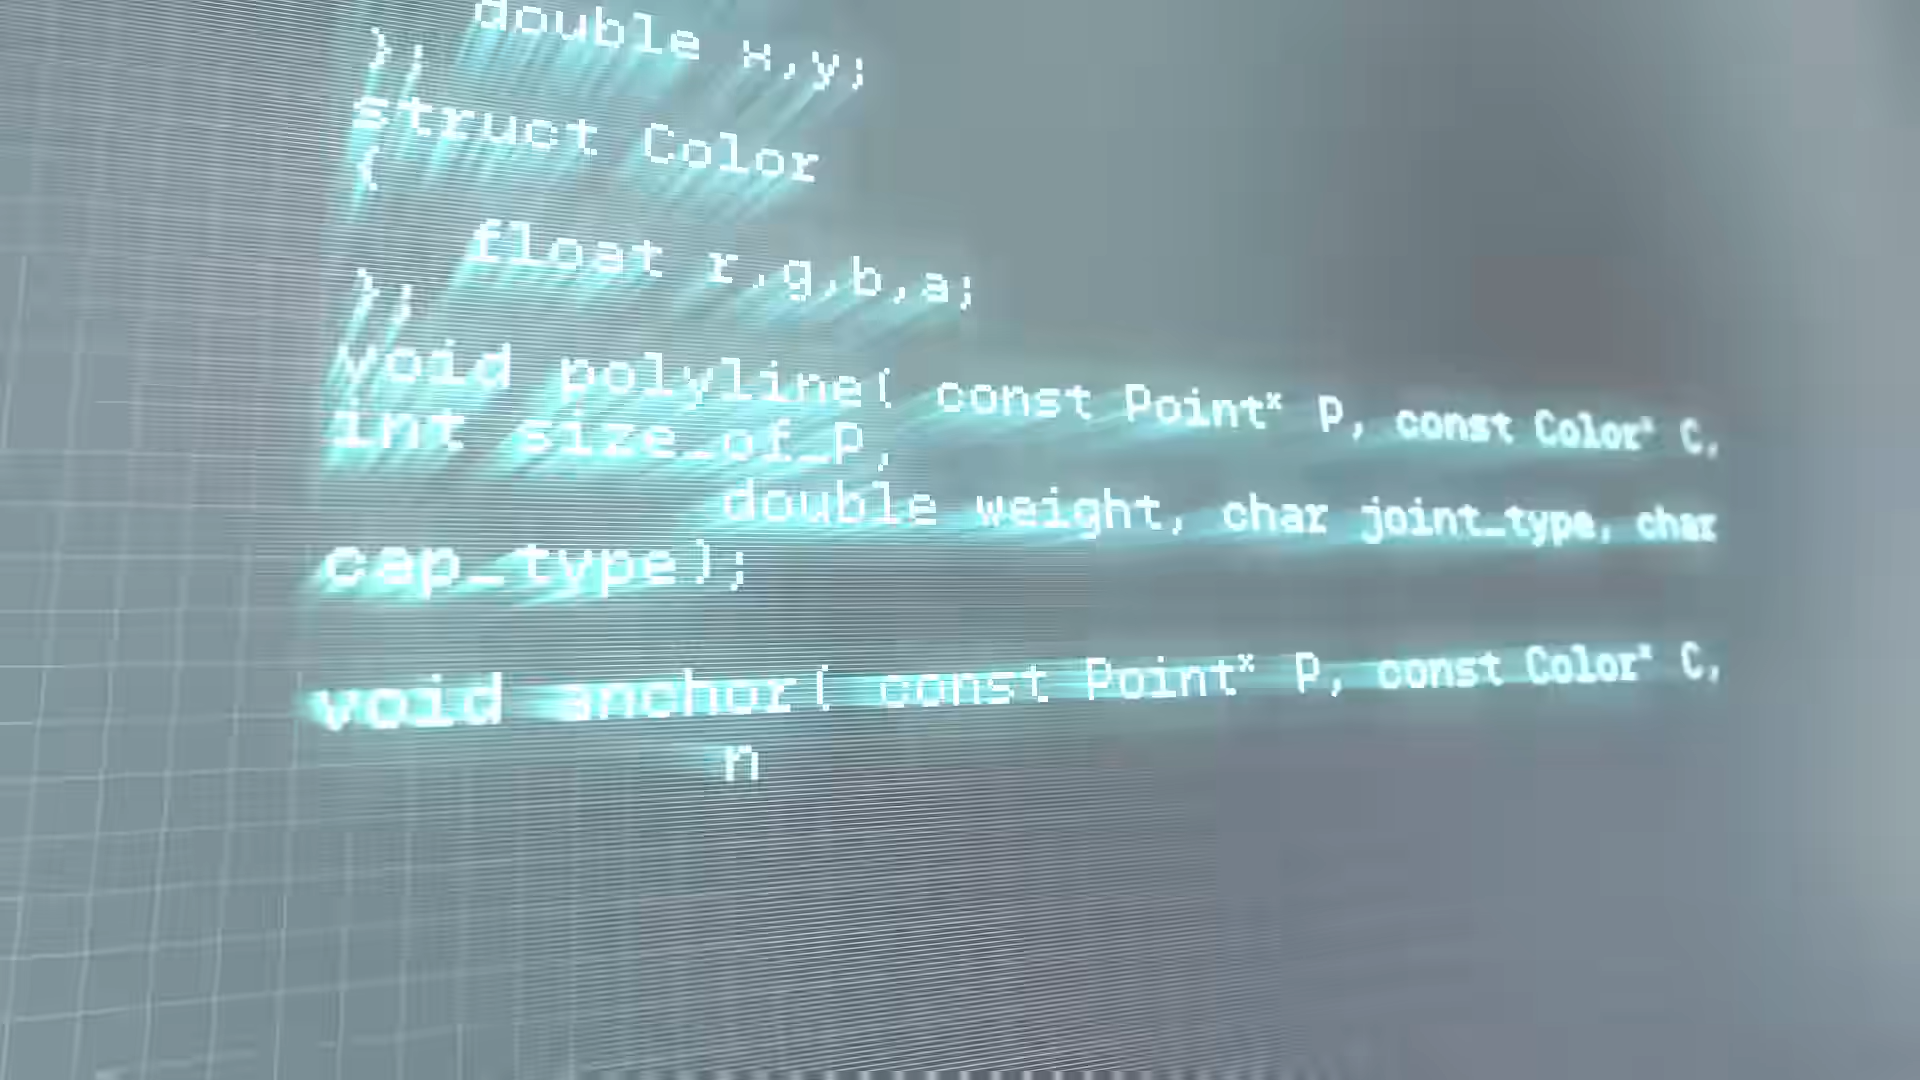 double x,y;
};
struct Color
{
float r,g,b,a;
};
void polyline( const Point* P, const Color* C,
int size_of_P,
double weight, char joint_type, char
cap_type);
void anchor( const Point* P, const Color* C,
n